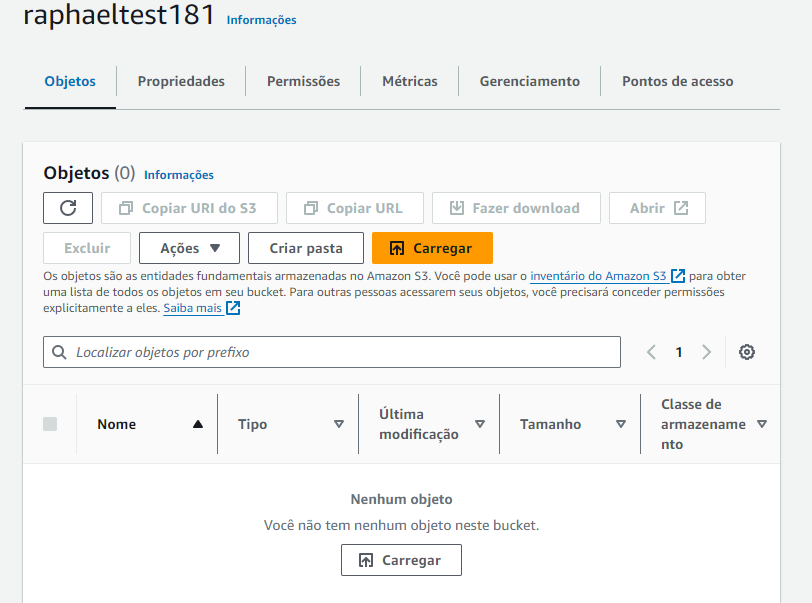 raphaeltest181 Informações
Objetos Propriedades Permissões Métricas Gerenciamento Pontos de acesso
Objetos (0) Informações
Copiar URI do S3 Copiar URL Fazer download Abrir
Excluir Ações Criar pasta Carregar
Os objetos são as entidades fundamentais armazenadas no Amazon S3. Você pode usar o inventário do Amazon S3 para obter
uma lista de todos os objetos em seu bucket. Para outras pessoas acessarem seus objetos, você precisará conceder permissões
explicitamente a eles. Saiba mais
Localizar objetos por prefixo
1
Nome
Tipo
Última
modificação
Tamanho
Classe de
armazename
nto
Nenhum objeto
Você não tem nenhum objeto neste bucket.
Carregar